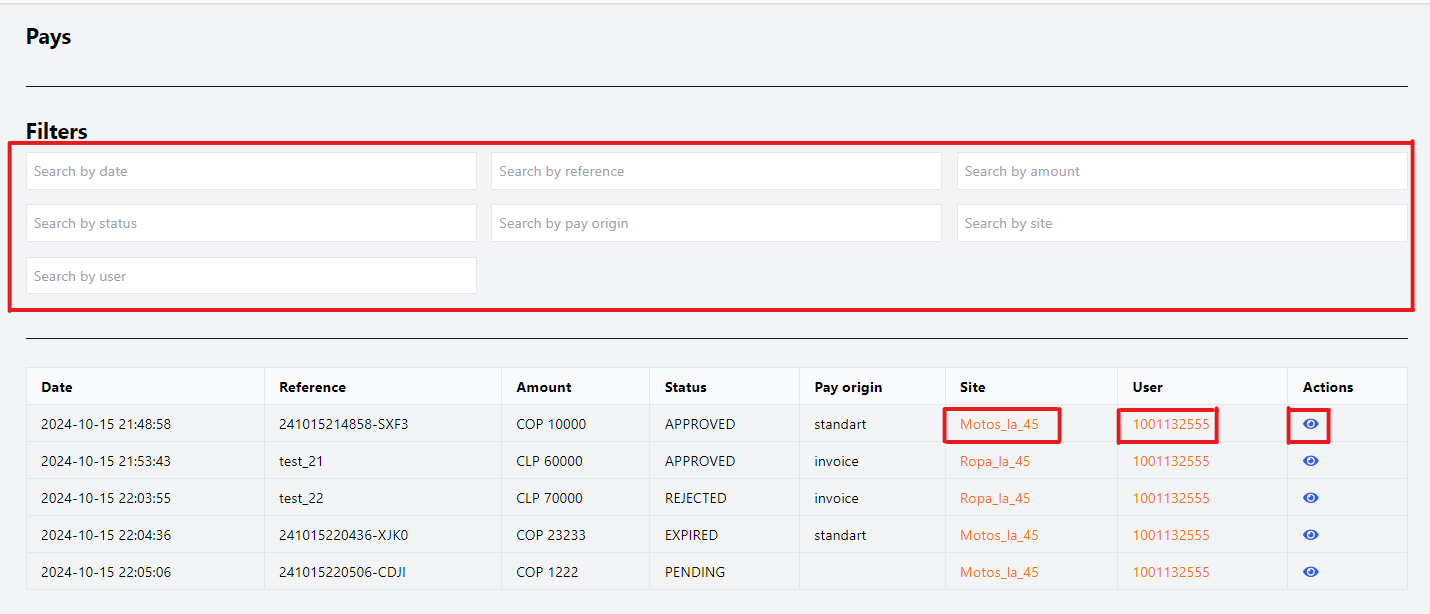 Pays
Filters
Search by date Search by reference Search by amount
Search by status Search by pay origin Search by site
Search by user
Date Reference Amount Status Pay origin Site User Actions
2024-10-15 21:48:58 241015214858-SXF3 COP 10000 APPROVED standart Motos_la_45 1001132555
2024-10-15 21:53:43 test_21 CLP 60000 APPROVED invoice Ropa_la_45 1001132555
2024-10-15 22:03:55 test_22 CLP 70000 REJECTED invoice Ropa_la_45 1001132555
2024-10-15 22:04:36 241015220436-XJK0 COP 23233 EXPIRED standart Motos_la_45 1001132555
2024-10-15 22:05:06 241015220506-CDJI COP 1222 PENDING Motos_la_45 1001132555